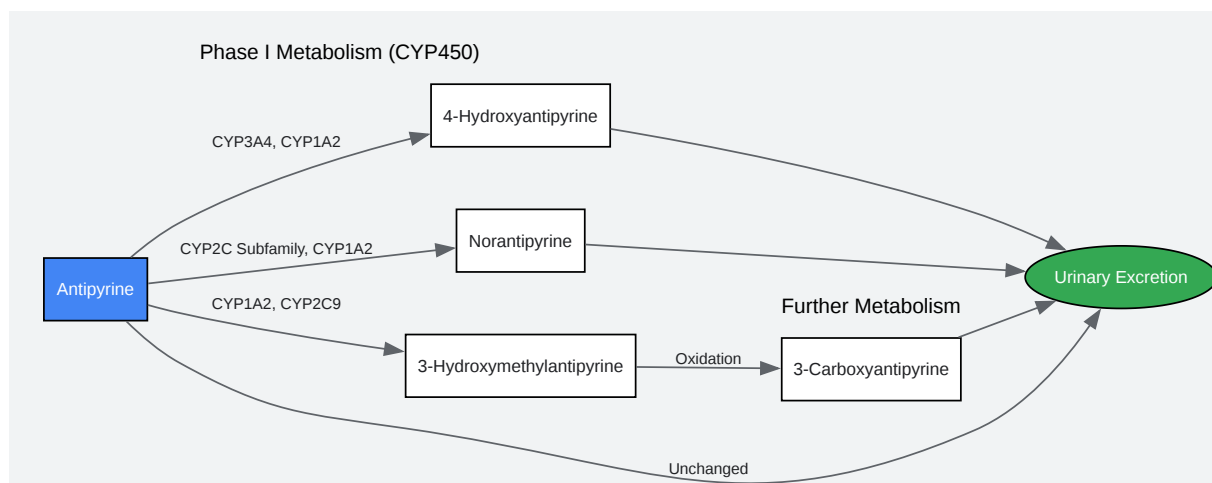 Phase I Metabolism (CYP450)
4-Hydroxyantipyrine
CYP3A4, CYP1A2
Norantipyrine
CYP2C Subfamily, CYP1A2
Antipyrine
Urinary Excretion
CYP1A2, CYP2C9
Further Metabolism
3-Hydroxymethylantipyrine
Oxidation
3-Carboxyantipyrine
Unchanged